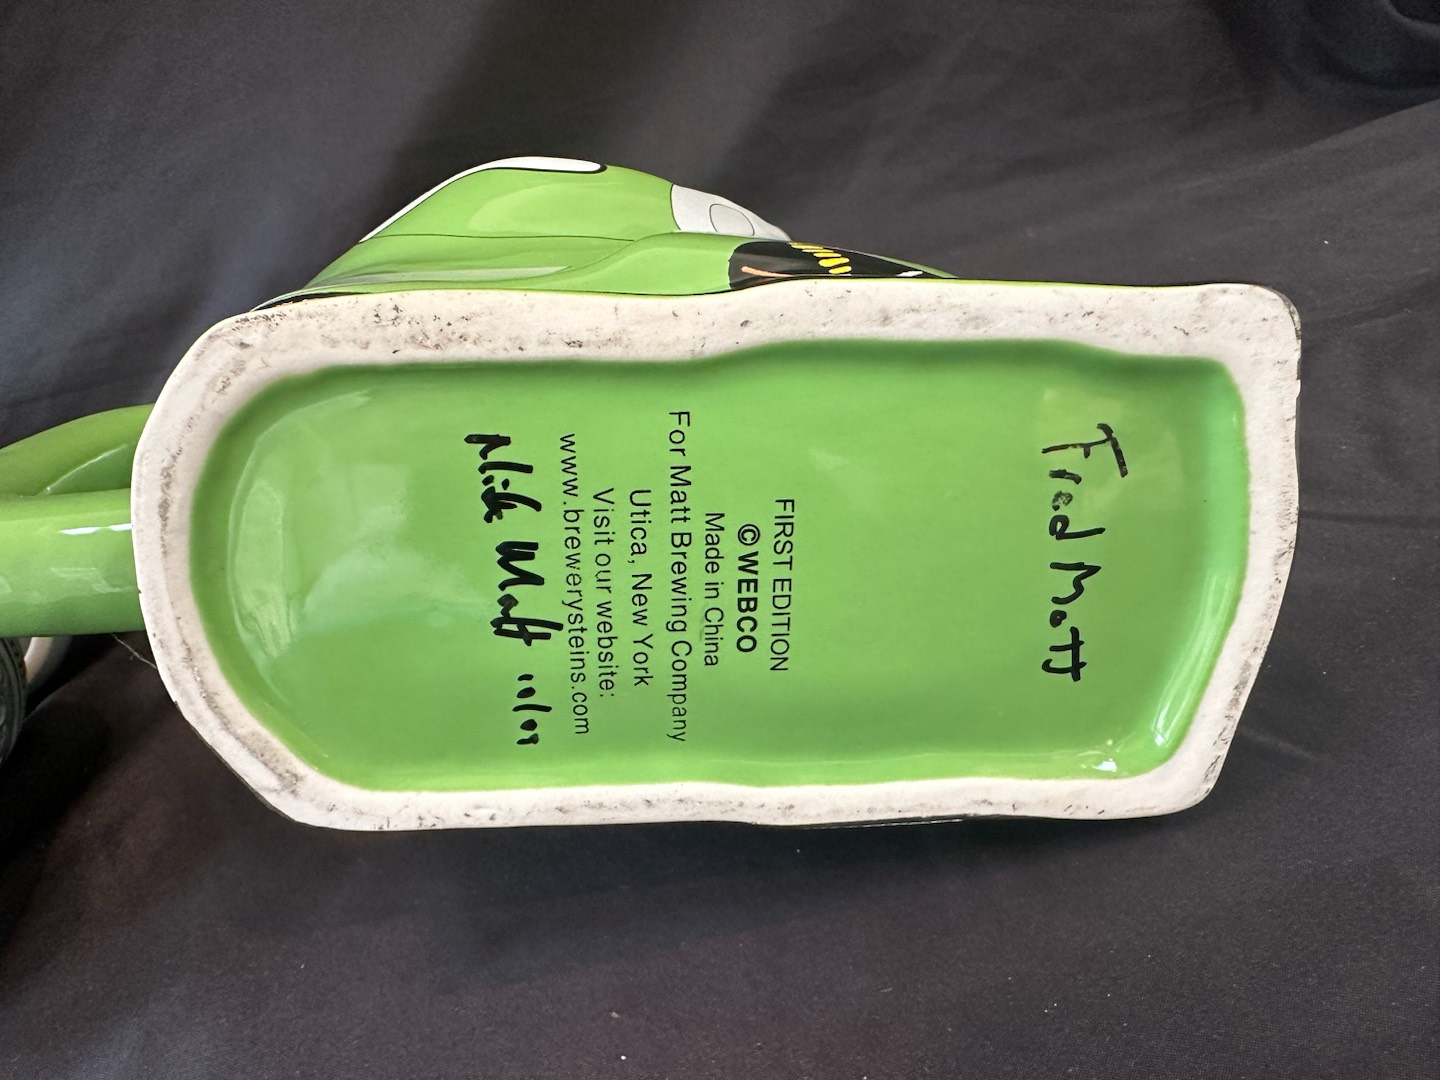 Fred Matt
FIRST EDITION
©WEBCO
Made in China
For Matt Brewing Company
Utica, New York
Visit our website:
www.brewerysteins.com
Nick Matt